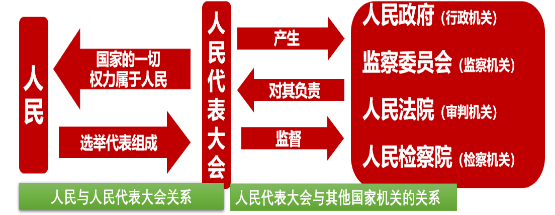 人民
国家的一切
权力属于人民
选举代表组成
人民代表大会
产生
对其负责
监督
人民政府（行政机关）
监察委员会（监察机关）
人民法院（审判机关）
人民检察院（检察机关）
人民与人民代表大会关系
人民代表大会与其他国家机关的关系